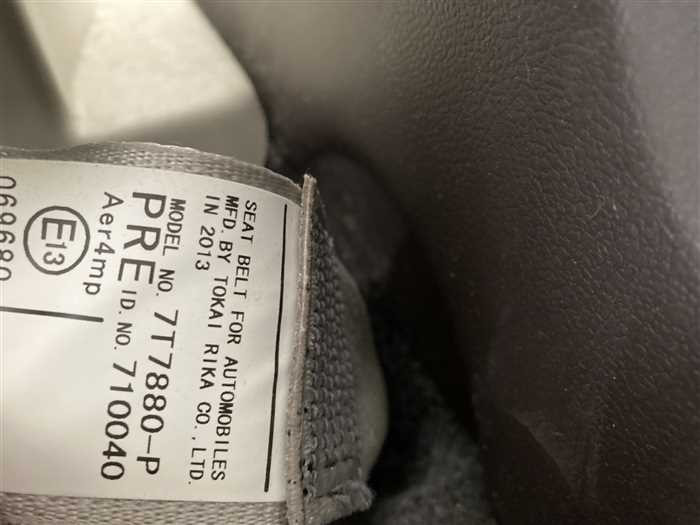 SEAT BELT FOR AUTOMOBILES
MFD. BY TOKAI RIKA CO., LTD.
IN 2013
MODEL NO. 7T7880-P
PRE ID. NO. 710040
Aer4mp
E13